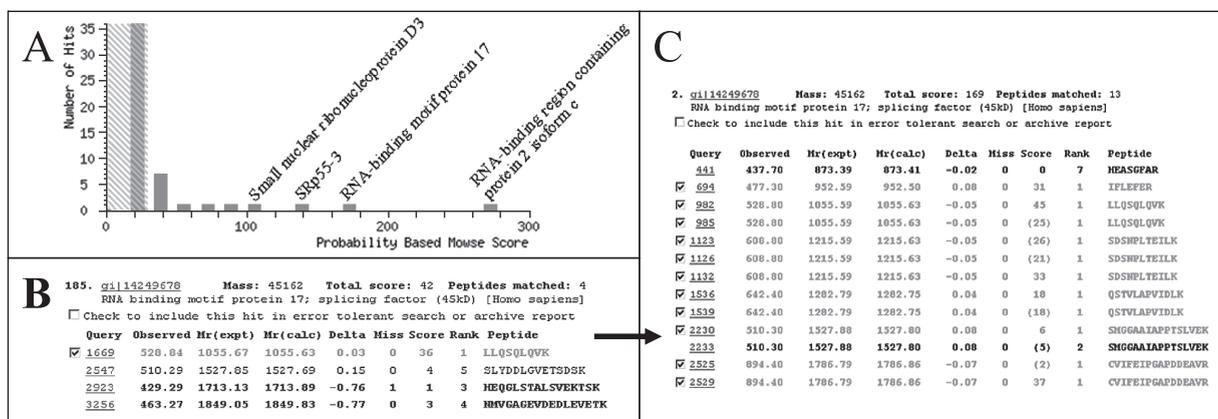 A
Number of Hits
35
30
25
20
15
10
5
0
0
100
200
300
Probability Based Mowse Score
Small nuclear ribonucleoprotein D3
SRp55-3
RNA-binding motif protein 17
RNA-binding region containing
protein 2 isoform c
B
185. gi|14249678 Mass: 45162 Total score: 42 Peptides matched: 4
RNA binding motif protein 17; splicing factor (45kD) [Homo sapiens]
Check to include this hit in error tolerant search or archive report
Query Observed Mr(expt) Mr(calc) Delta Miss Score Rank Peptide
1669 528.84 1055.67 1055.63 0.03 0 36 1 LLQSQLQVK
2547 510.29 1527.85 1527.69 0.15 0 4 5 SLYDDLGVETSDSK
2923 429.29 1713.13 1713.89 -0.76 1 1 3 HEQGLSTALSVEKTSK
3256 463.27 1849.05 1849.83 -0.77 0 3 4 NMVGAGEVDEDLEVETK
C
2. gi|14249678 Mass: 45162 Total score: 169 Peptides matched: 13
RNA binding motif protein 17; splicing factor (45kD) [Homo sapiens]
Check to include this hit in error tolerant search or archive report
Query Observed Mr(expt) Mr(calc) Delta Miss Score Rank Peptide
441 437.70 873.39 873.41 -0.02 0 0 7 HEASGFAR
694 477.30 952.59 952.50 0.08 0 31 1 IFLEFER
982 528.80 1055.59 1055.63 -0.05 0 45 1 LLQSQLQVK
985 528.80 1055.59 1055.63 -0.05 0 (25) 1 LLQSQLQVK
1123 608.80 1215.59 1215.63 -0.05 0 (26) 1 SDSNPLTEILK
1126 608.80 1215.59 1215.63 -0.05 0 (21) 1 SDSNPLTEILK
1132 608.80 1215.59 1215.63 -0.05 0 33 1 SDSNPLTEILK
1536 642.40 1282.79 1282.75 0.04 0 18 1 QSTVLAPVIDLK
1539 642.40 1282.79 1282.75 0.04 0 (18) 1 QSTVLAPVIDLK
2230 510.30 1527.88 1527.80 0.08 0 6 1 SMGGAAIAPPTSLVEK
2233 510.30 1527.88 1527.80 0.08 0 (5) 2 SMGGAAIAPPTSLVEK
2525 894.40 1786.79 1786.86 -0.07 0 (2) 1 CVIFEIPGAPDDEAVR
2529 894.40 1786.79 1786.86 -0.07 0 37 1 CVIFEIPGAPDDEAVR